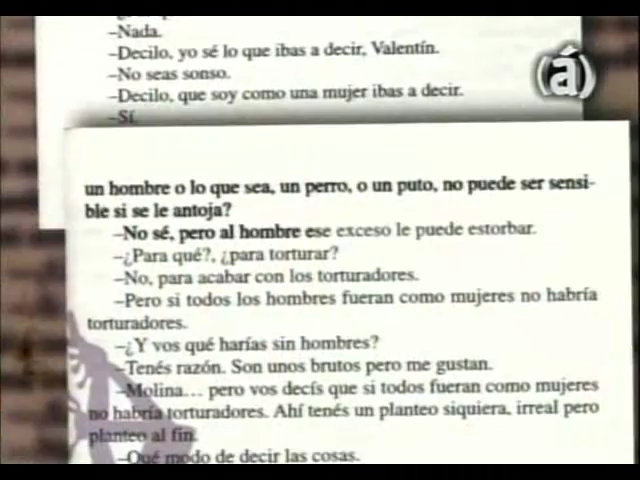 –Nada.
–Decilo, yo sé lo que ibas a decir, Valentín.
–No seas sonso.
–Decilo, que soy como una mujer ibas a decir.
–Sí.
(á)
un hombre o lo que sea, un perro, o un puto, no puede ser sensi-
ble si se le antoja?
–No sé, pero al hombre ese exceso le puede estorbar.
–¿Para qué?, ¿para torturar?
–No, para acabar con los torturadores.
–Pero si todos los hombres fueran como mujeres no habría
torturadores.
–¿Y vos qué harías sin hombres?
–Tenés razón. Son unos brutos pero me gustan.
–Molina... pero vos decís que si todos fueran como mujeres
no habría torturadores. Ahí tenés un planteo siquiera, irreal pero
planteo al fin.
–Qué modo de decir las cosas.